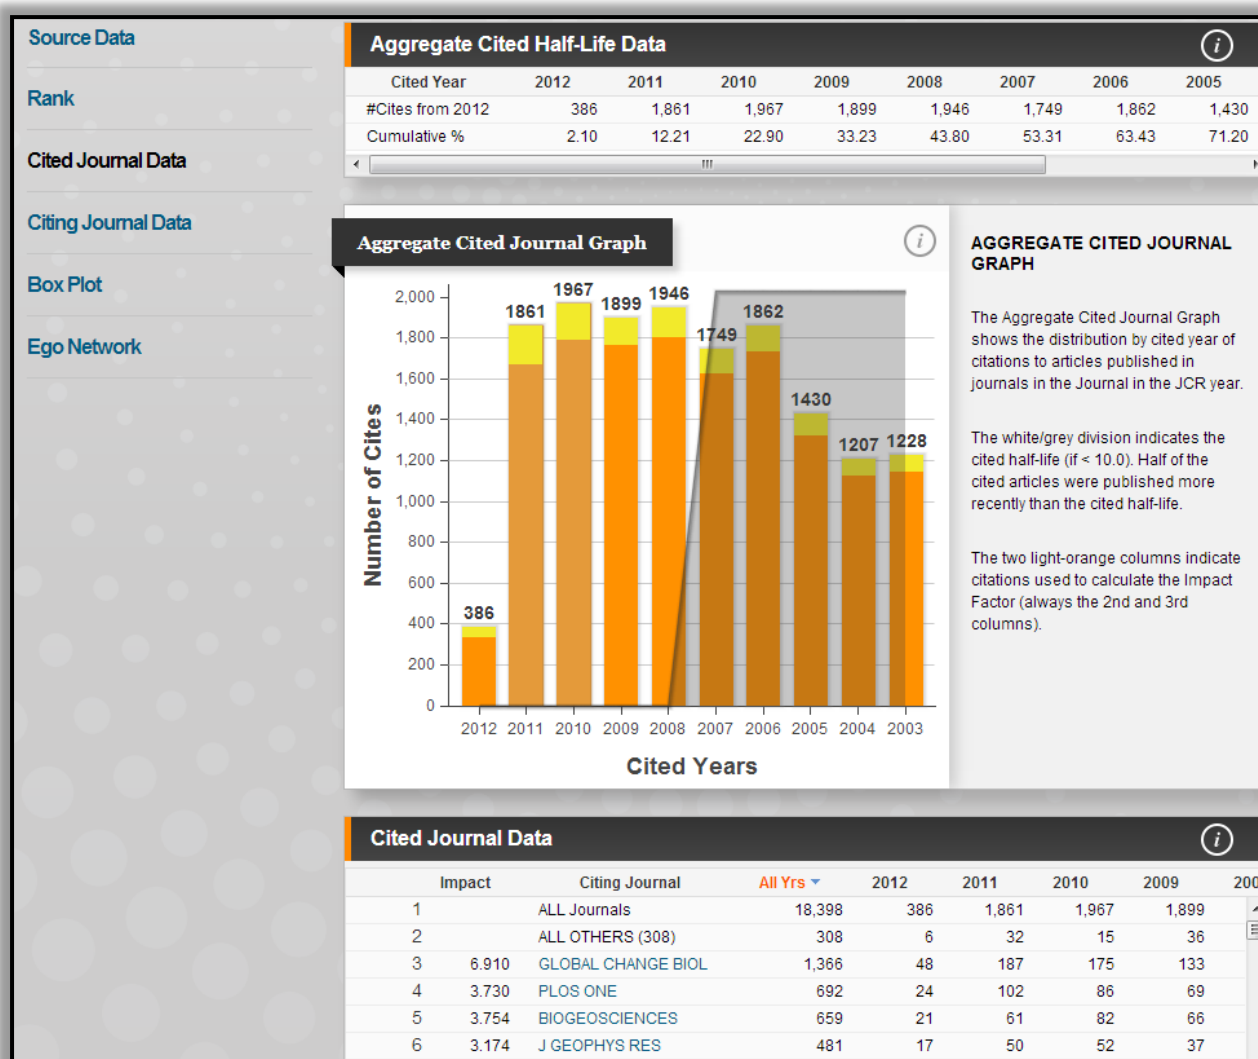 Source Data
Rank
Cited Journal Data
Citing Journal Data
Box Plot
Ego Network
Aggregate Cited Half-Life Data
Cited Year 2012 2011 2010 2009 2008 2007 2006 2005
#Cites from 2012 386 1,861 1,967 1,899 1,946 1,749 1,862 1,430
Cumulative % 2.10 12.21 22.90 33.23 43.80 53.31 63.43 71.20
Aggregate Cited Journal Graph
Number of Cites
2,000
1,800
1,600
1,400
1,200
1,000
800
600
400
200
0
386 1861 1967 1899 1946 1749 1862 1430 1207 1228
2012 2011 2010 2009 2008 2007 2006 2005 2004 2003
Cited Years
AGGREGATE CITED JOURNAL
GRAPH
The Aggregate Cited Journal Graph
shows the distribution by cited year of
citations to articles published in
journals in the Journal in the JCR year.
The white/grey division indicates the
cited half-life (if < 10.0). Half of the
cited articles were published more
recently than the cited half-life.
The two light-orange columns indicate
citations used to calculate the Impact
Factor (always the 2nd and 3rd
columns).
Cited Journal Data
Impact Citing Journal All Yrs 2012 2011 2010 2009 200
1 ALL Journals 18,398 386 1,861 1,967 1,899
2 ALL OTHERS (308) 308 6 32 15 36
3 6.910 GLOBAL CHANGE BIOL 1,366 48 187 175 133
4 3.730 PLOS ONE 692 24 102 86 69
5 3.754 BIOGEOSCIENCES 659 21 61 82 66
6 3.174 J GEOPHYS RES 481 17 50 52 37